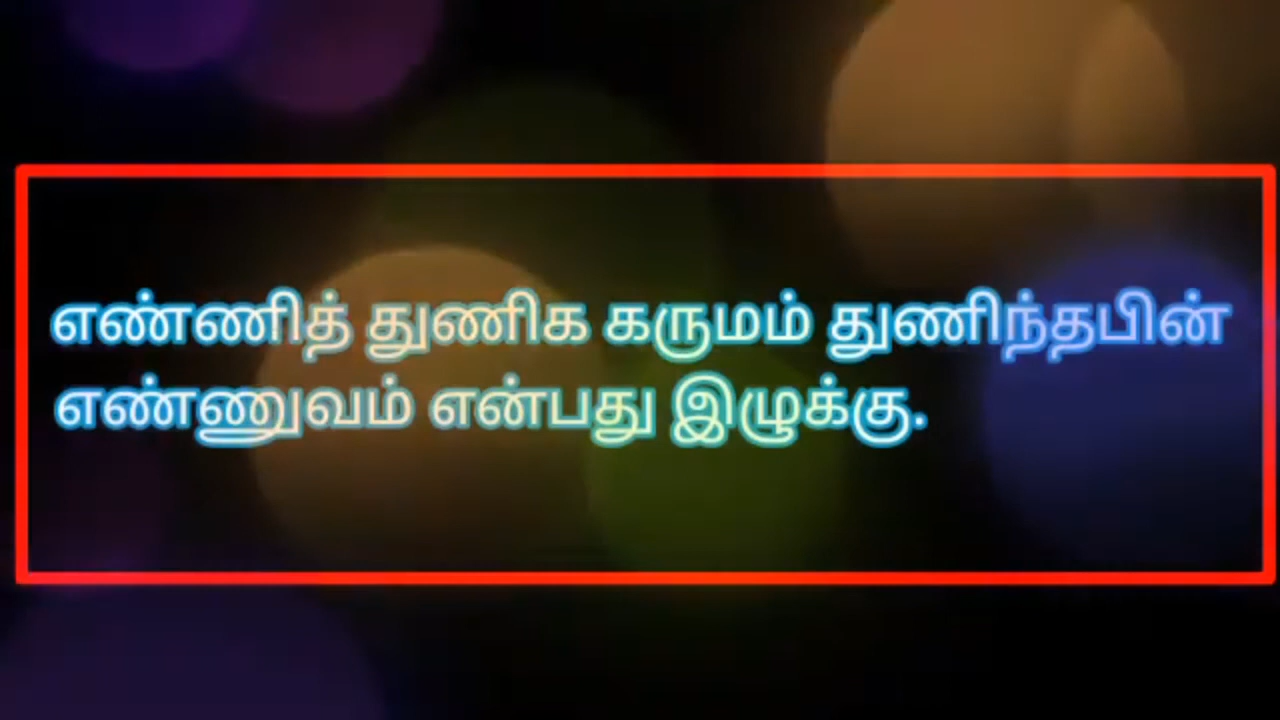 எண்ணித் துணிக கருமம் துணிந்தபின்
எண்ணுவம் என்பது இழுக்கு.